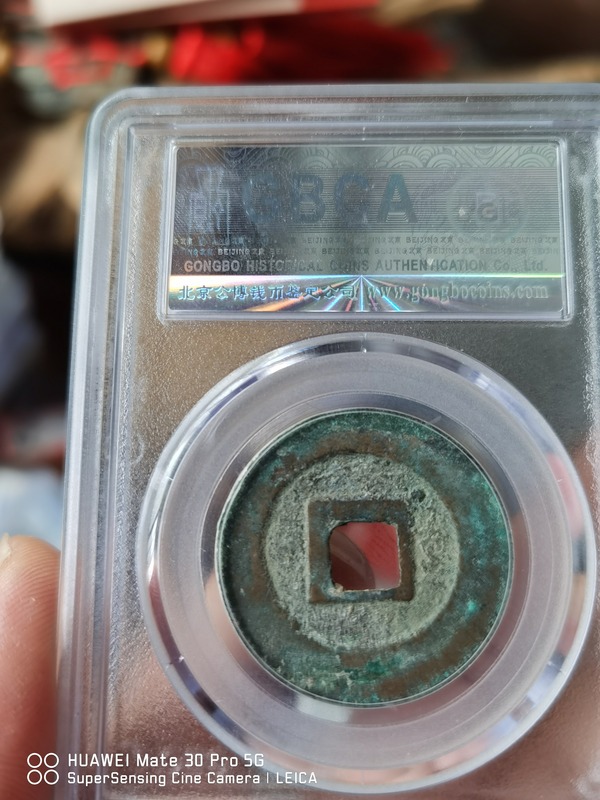 GBCA
GONGBO HISTORICAL COINS AUTHENTICATION Co., Ltd.
北京公博钱币鉴定公司 www.gongbocoins.com
HUAWEI Mate 30 Pro 5G
SuperSensing Cine Camera | LEICA